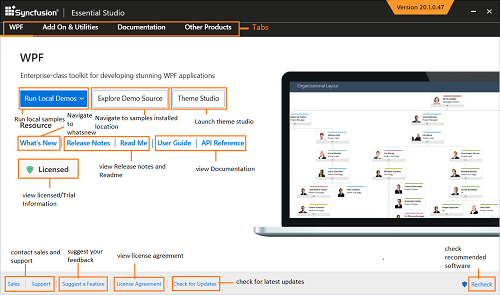 Syncfusion® Essential Studio
Version 20.1.0.47
WPF Add On & Utilities Documentation Other Products Tabs
WPF
Enterprise-class toolkit for developing stunning WPF applications
Run Local Demos Explore Demo Source Theme Studio
Run local samples
Navigate to samples installed location
Launch theme studio
Resource
Navigate to whatsnew
What's New Release Notes Read Me User Guide API Reference
view Release notes and Readme
view Documentation
Licensed
view licensed/Trial Information
Organizational Layout
contact sales and support
suggest your feedback
view license agreement
check for latest updates
check recommended software
Sales Support Suggest a Feature License Agreement Check for Updates Recheck